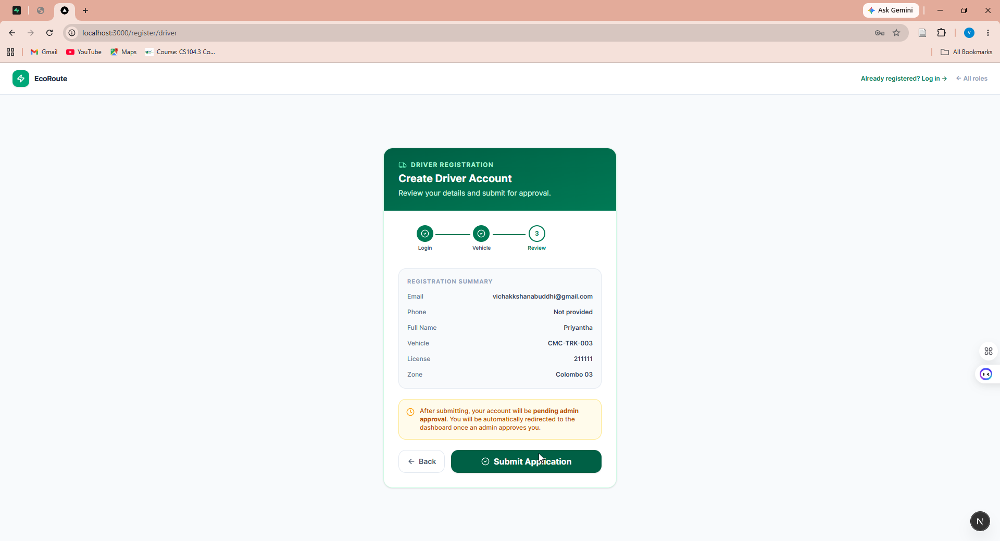 Ask Gemini
localhost:3000/register/driver
V
Gmail
YouTube
Maps
Course: CS104.3 Co...
All Bookmarks
EcoRoute
Already registered? Log in →
← All roles
DRIVER REGISTRATION
Create Driver Account
Review your details and submit for approval.
3
Login
Vehicle
Review
REGISTRATION SUMMARY
Email vichakkshanabuddhi@gmail.com
Phone Not provided
Full Name Priyantha
Vehicle CMC-TRK-003
License 211111
Zone Colombo 03
After submitting, your account will be pending admin
approval. You will be automatically redirected to the
dashboard once an admin approves you.
← Back
Submit Application
N